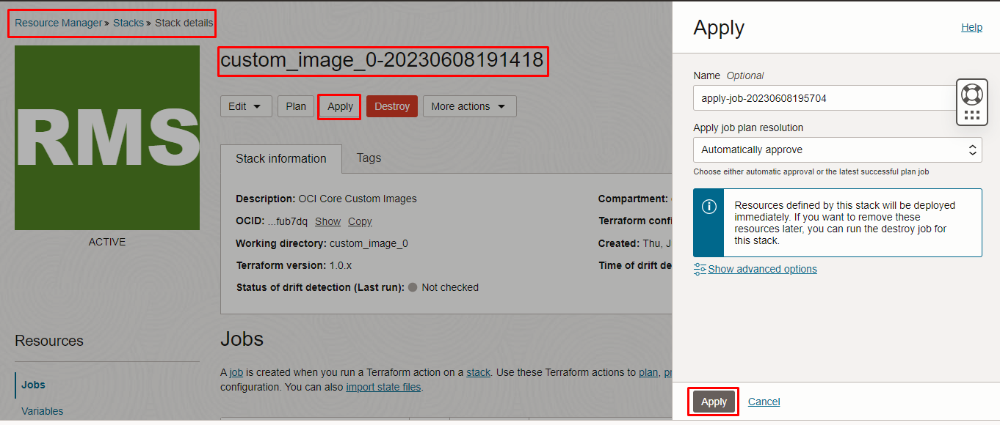 Resource Manager » Stacks » Stack details
RMS
ACTIVE
custom_image_0-20230608191418
Edit Plan Apply Destroy More actions
Stack information Tags
Description: OCI Core Custom Images
OCID: ...fub7dq Show Copy
Working directory: custom_image_0
Terraform version: 1.0.x
Status of drift detection (Last run): Not checked
Compartment:
Terraform confi
Created: Thu, J
Time of drift de
Resources
Jobs
Variables
Jobs
A job is created when you run a Terraform action on a stack. Use these Terraform actions to plan, pr
configuration. You can also import state files.
Apply
Help
Name Optional
apply-job-20230608195704
Apply job plan resolution
Automatically approve
Choose either automatic approval or the latest successful plan job
Resources defined by this stack will be deployed
immediately. If you want to remove these
resources later, you can run the destroy job for
this stack.
Show advanced options
Apply Cancel